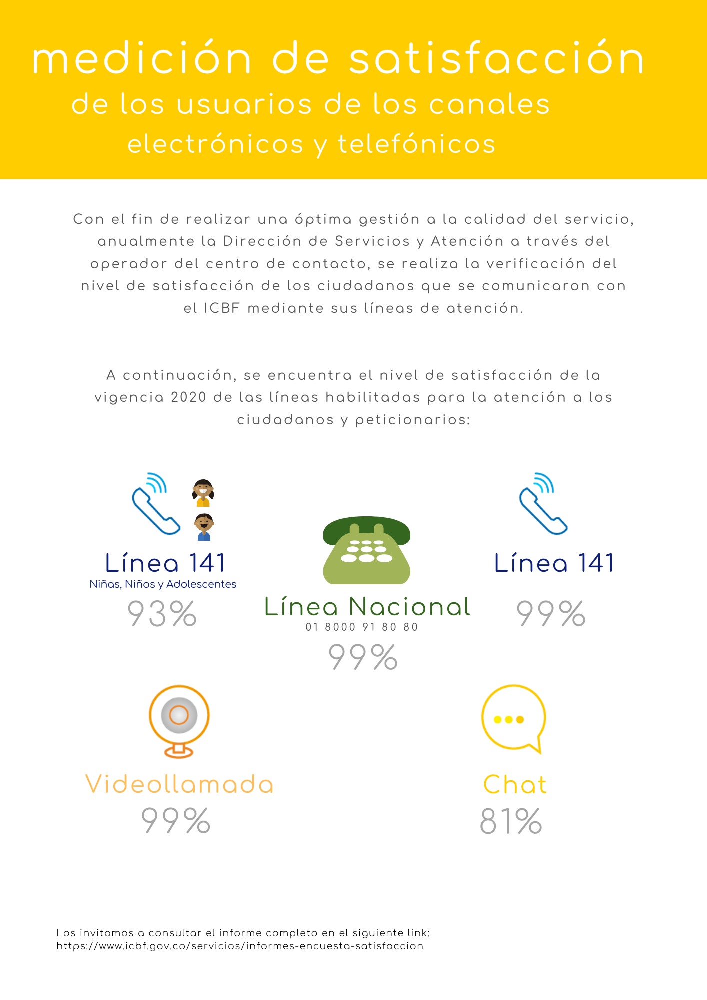 medición de satisfacción
de los usuarios de los canales
electrónicos y telefónicos
Con el fin de realizar una óptima gestión a la calidad del servicio,
anualmente la Dirección de Servicios y Atención a través del
operador del centro de contacto, se realiza la verificación del
nivel de satisfacción de los ciudadanos que se comunicaron con
el ICBF mediante sus líneas de atención.
A continuación, se encuentra el nivel de satisfacción de la
vigencia 2020 de las líneas habilitadas para la atención a los
ciudadanos y peticionarios:
Línea 141
Niñas, Niños y Adolescentes
93%
Línea Nacional
01 8000 91 80 80
99%
Línea 141
99%
Videollamada
99%
Chat
81%
Los invitamos a consultar el informe completo en el siguiente link:
https://www.icbf.gov.co/servicios/informes-encuesta-satisfaccion